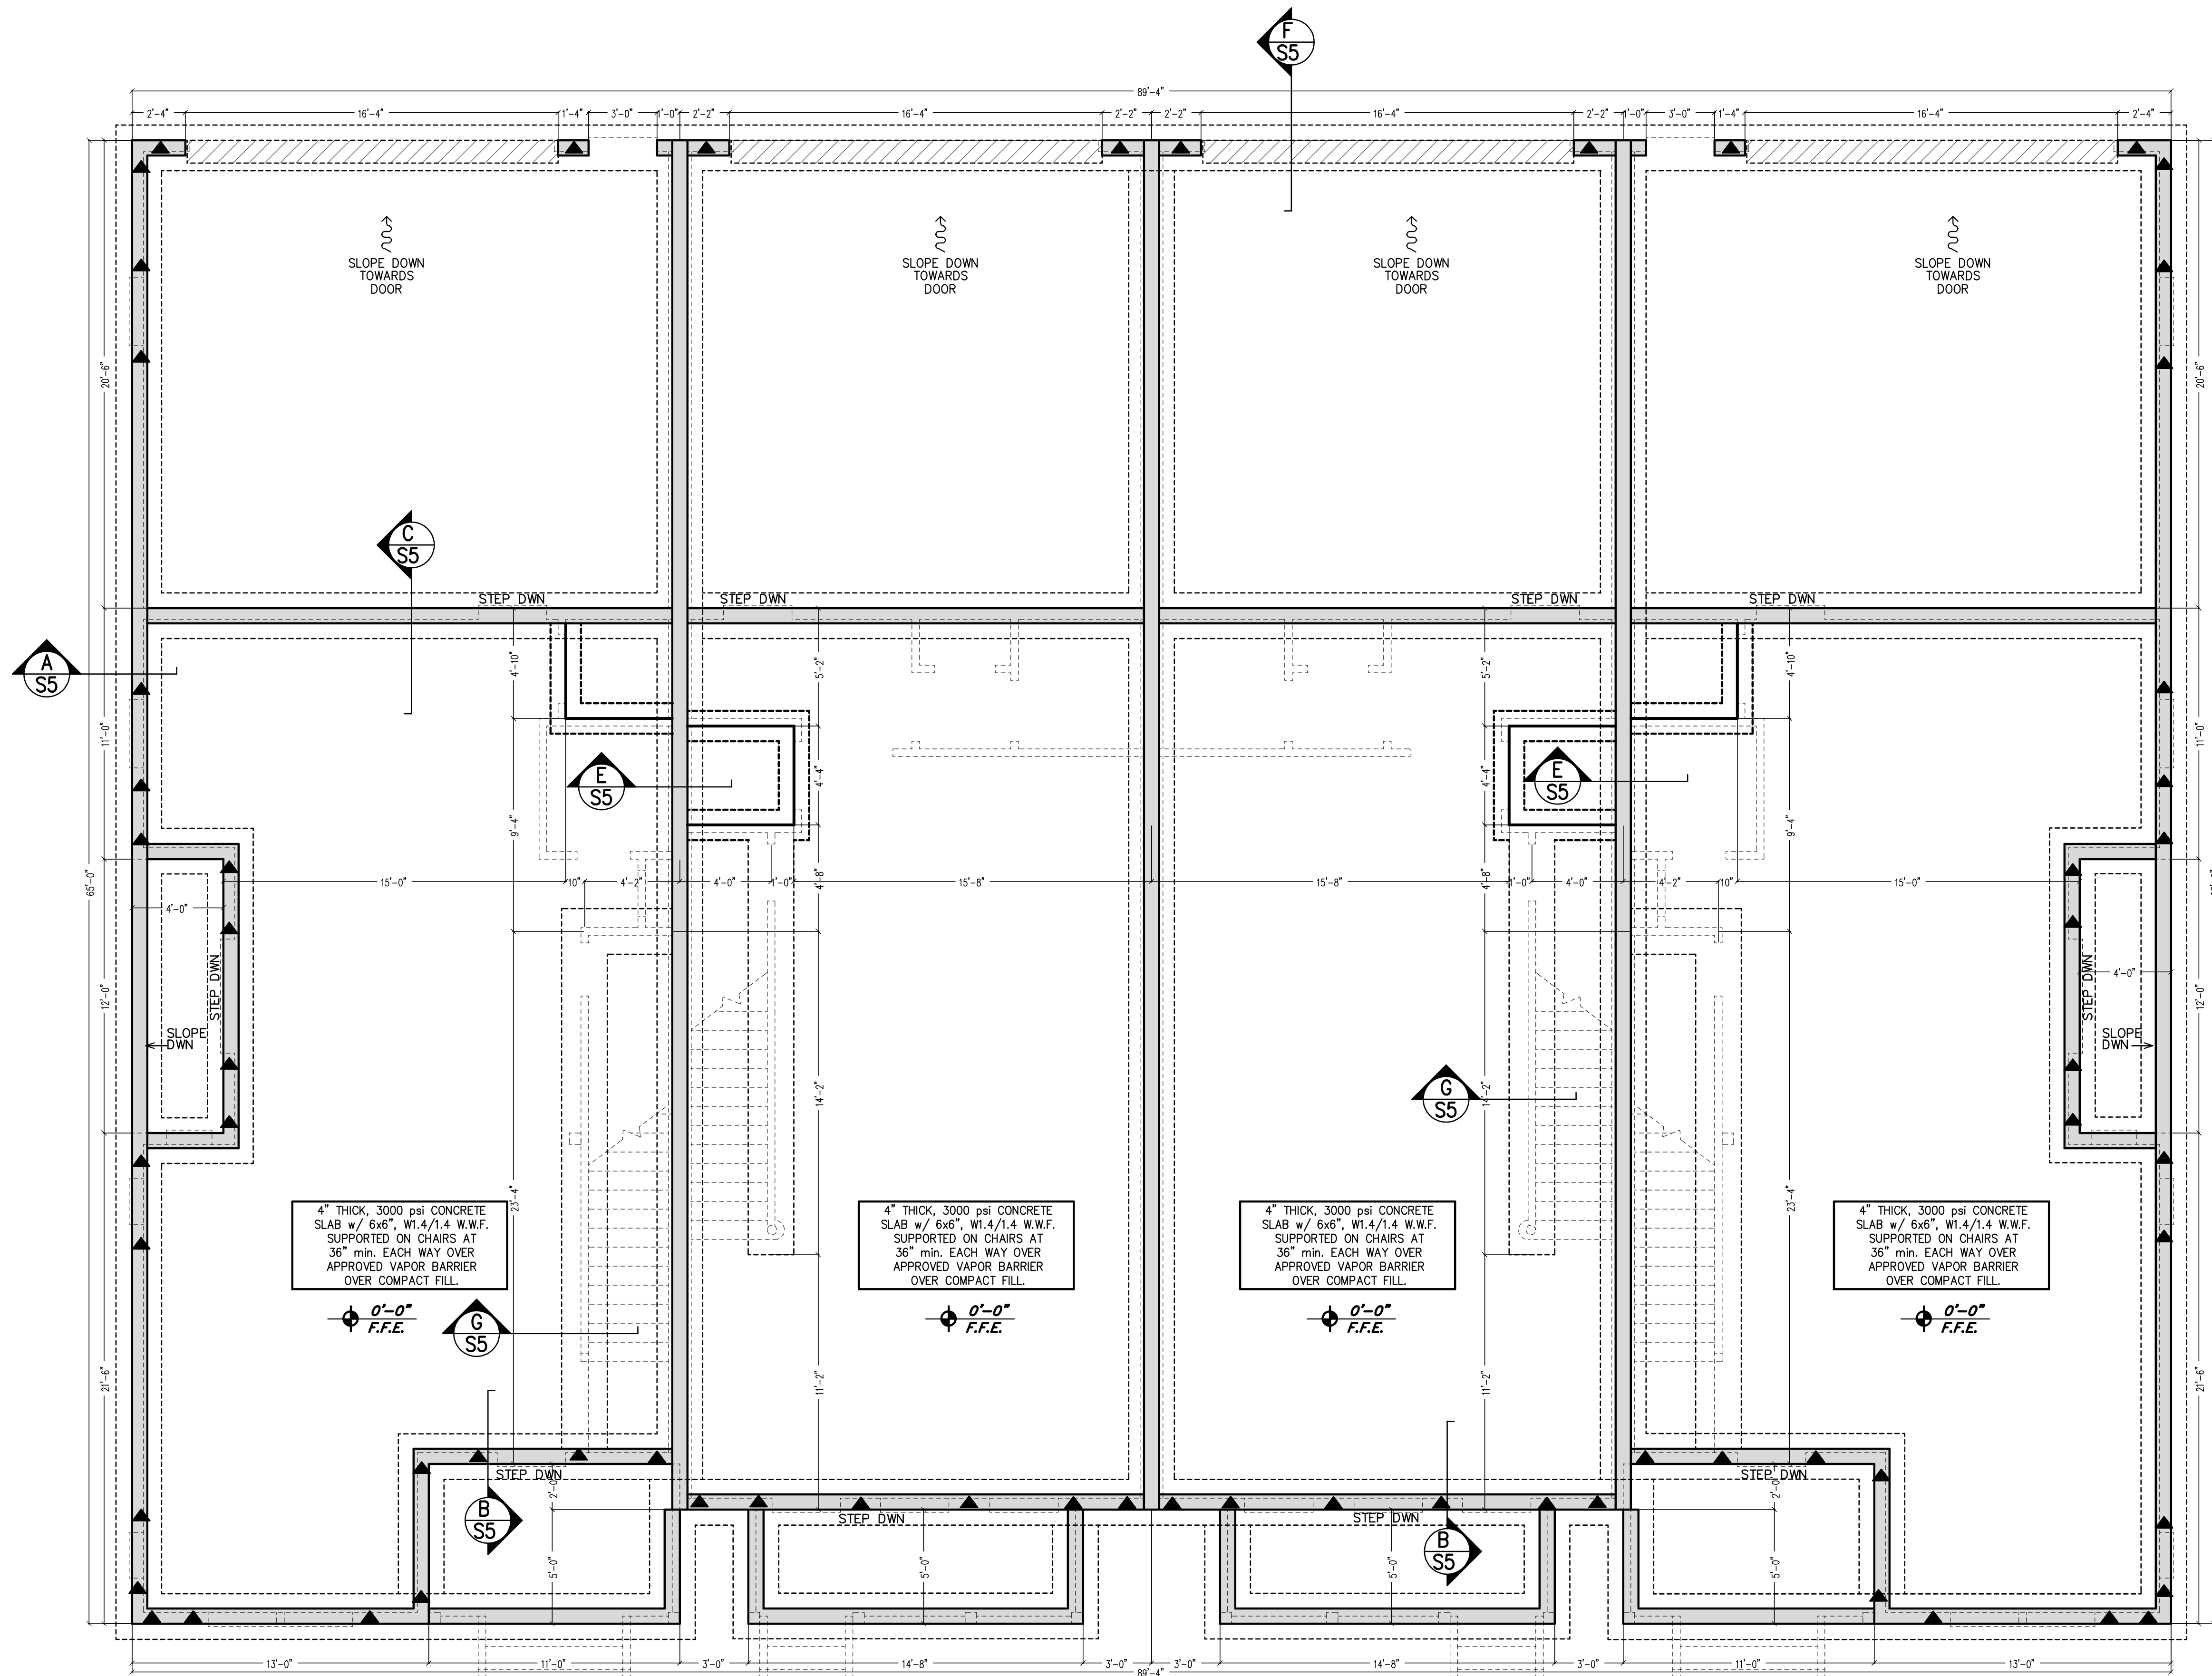 F
S5
89'-4"
2'-4"
16'-4"
1'-4"
3'-0"
1'-0"
2'-2"
16'-4"
2'-2"
2'-2"
16'-4"
2'-2"
1'-0"
3'-0"
1'-4"
16'-4"
2'-4"
SLOPE DOWN
TOWARDS
DOOR
SLOPE DOWN
TOWARDS
DOOR
SLOPE DOWN
TOWARDS
DOOR
SLOPE DOWN
TOWARDS
DOOR
20'-6"
20'-6"
C
S5
STEP DWN
STEP DWN
STEP DWN
STEP DWN
A
S5
4'-10"
5'-2"
5'-2"
4'-10"
11'-0"
11'-0"
E
S5
4'-4"
4'-4"
E
S5
9'-4"
9'-4"
65'-0"
15'-0"
10"
4'-2"
4'-0"
1'-0"
4'-8"
15'-8"
15'-8"
4'-8"
1'-0"
4'-0"
4'-2"
10"
15'-0"
4'-0"
4'-0"
12'-0"
STEP DWN
SLOPE
DWN
STEP DWN
SLOPE
DWN
12'-0"
14'-2"
14'-2"
G
S5
23'-4"
23'-4"
4" THICK, 3000 psi CONCRETE
SLAB w/ 6x6", W1.4/1.4 W.W.F.
SUPPORTED ON CHAIRS AT
36" min. EACH WAY OVER
APPROVED VAPOR BARRIER
OVER COMPACT FILL.
4" THICK, 3000 psi CONCRETE
SLAB w/ 6x6", W1.4/1.4 W.W.F.
SUPPORTED ON CHAIRS AT
36" min. EACH WAY OVER
APPROVED VAPOR BARRIER
OVER COMPACT FILL.
4" THICK, 3000 psi CONCRETE
SLAB w/ 6x6", W1.4/1.4 W.W.F.
SUPPORTED ON CHAIRS AT
36" min. EACH WAY OVER
APPROVED VAPOR BARRIER
OVER COMPACT FILL.
4" THICK, 3000 psi CONCRETE
SLAB w/ 6x6", W1.4/1.4 W.W.F.
SUPPORTED ON CHAIRS AT
36" min. EACH WAY OVER
APPROVED VAPOR BARRIER
OVER COMPACT FILL.
0'-0"
F.F.E.
0'-0"
F.F.E.
0'-0"
F.F.E.
0'-0"
F.F.E.
G
S5
21'-6"
11'-2"
11'-2"
21'-6"
STEP DWN
2'-0"
STEP DWN
2'-0"
B
S5
STEP DWN
STEP DWN
B
S5
5'-0"
5'-0"
5'-0"
5'-0"
13'-0"
11'-0"
3'-0"
14'-8"
3'-0"
3'-0"
14'-8"
3'-0"
11'-0"
13'-0"
89'-4"